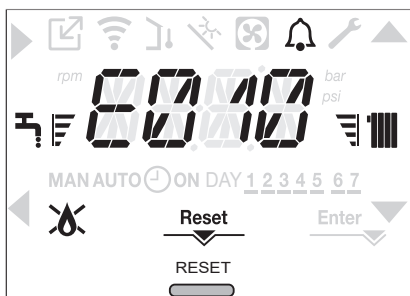 rpm
bar
psi
E010
MAN AUTO ON DAY 1 2 3 4 5 6 7
Reset
Enter
RESET